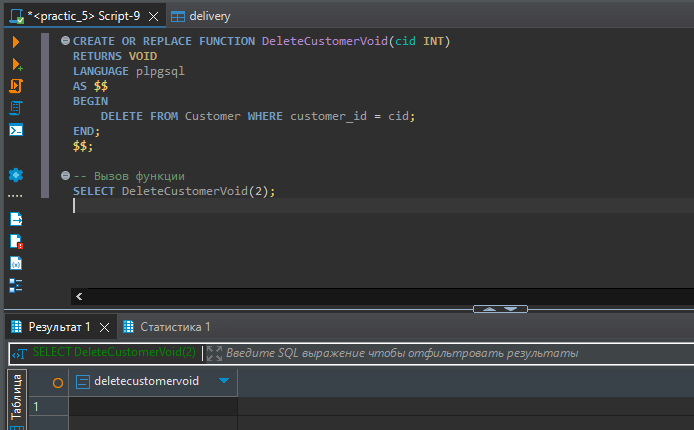 *<practic_5> Script-9
delivery
CREATE OR REPLACE FUNCTION DeleteCustomerVoid(cid INT)
RETURNS VOID
LANGUAGE plpgsql
AS $$
BEGIN
    DELETE FROM Customer WHERE customer_id = cid;
END;
$$;
-- Вызов функции
SELECT DeleteCustomerVoid(2);
Результат 1
Статистика 1
SELECT DeleteCustomerVoid(2)
Введите SQL выражение чтобы отфильтровать результаты
Таблица
deletecustomervoid
1